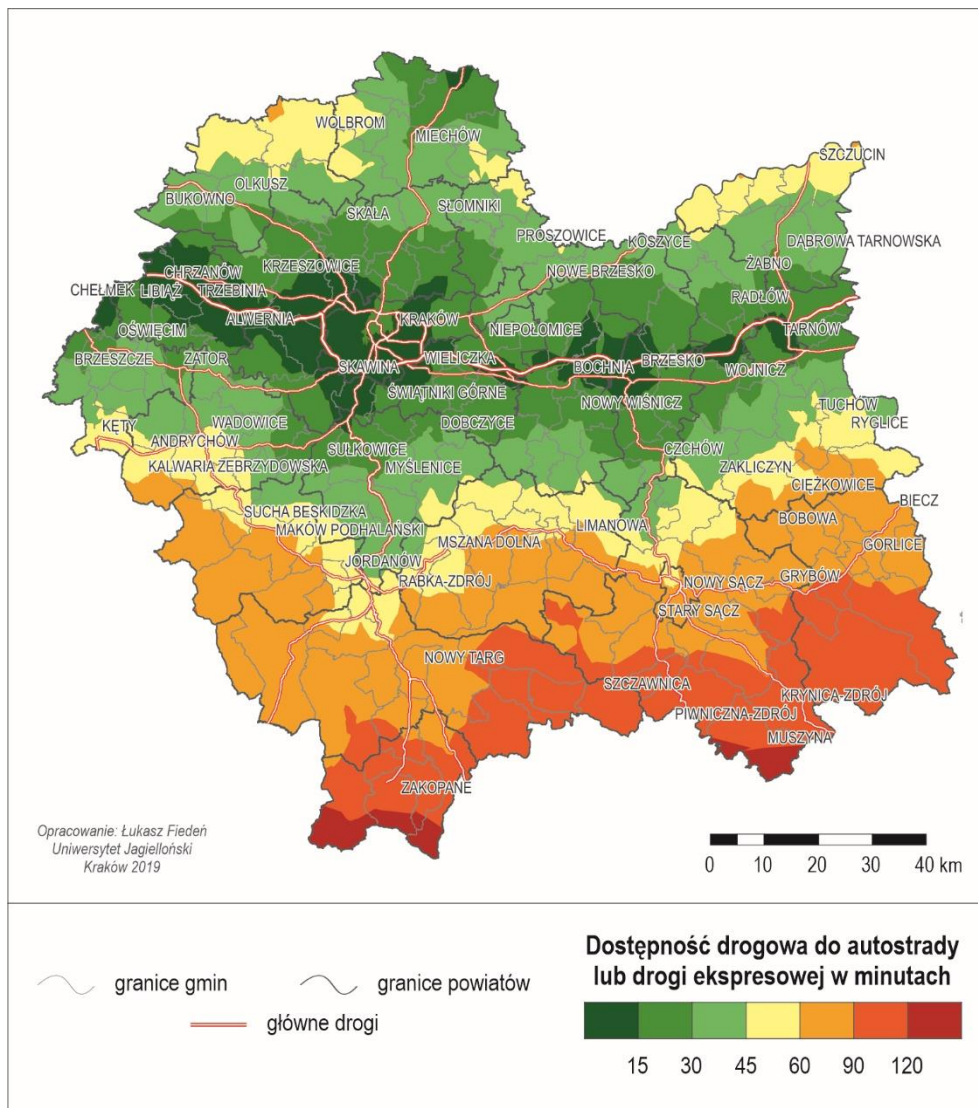 WOLBROM
MIECHÓW
SZCZUCIN
OLKUSZ
BUKOWNO
SKAŁA
SŁOMNIKI
PROSZOWICE
KOSZYCE
DĄBROWA TARNOWSKA
ŻABNO
NOWE BRZESKO
CHRZANÓW
KRZESZOWICE
CHEŁMEK
LIBIĄŻ
TRZEBINIA
RADŁÓW
ALWERNIA
KRAKÓW
NIEPOŁOMICE
TARNÓW
OŚWIĘCIM
BRZESZCZE
ZATOR
SKAWINA
WIELICZKA
BOCHNIA
BRZESKO
WOJNICZ
ŚWIĄTNIKI GÓRNE
NOWY WIŚNICZ
TUCHÓW
RYGLICE
KĘTY
WADOWICE
DOBCZYCE
ANDRYCHÓW
SUŁKOWICE
CZCHÓW
KALWARIA ZEBRZYDOWSKA
MYŚLENICE
ZAKLICZYN
CIĘŻKOWICE
BIECZ
SUCHA BESKIDZKA
MAKÓW PODHALAŃSKI
LIMANOWA
BOBOWA
MSZANA DOLNA
GORLICE
JORDANÓW
RABKA-ZDRÓJ
NOWY SĄCZ
GRYBÓW
STARY SĄCZ
NOWY TARG
SZCZAWNICA
KRYNICA-ZDRÓJ
PIWNICZNA-ZDRÓJ
MUSZYNA
ZAKOPANE
Opracowanie: Łukasz Fiedeń
Uniwersytet Jagielloński
Kraków 2019
0 10 20 30 40 km
Dostępność drogowa do autostrady
lub drogi ekspresowej w minutach
granice gmin
granice powiatów
główne drogi
15 30 45 60 90 120